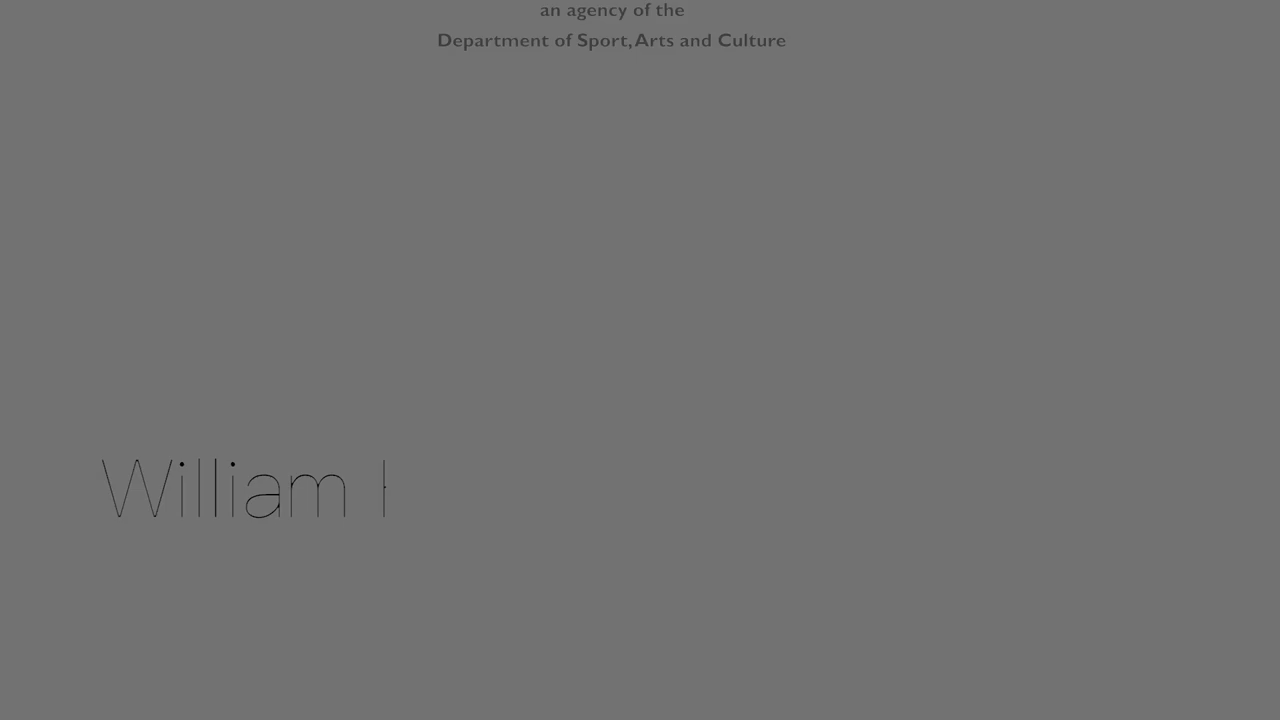 an agency of the
Department of Sport, Arts and Culture
William